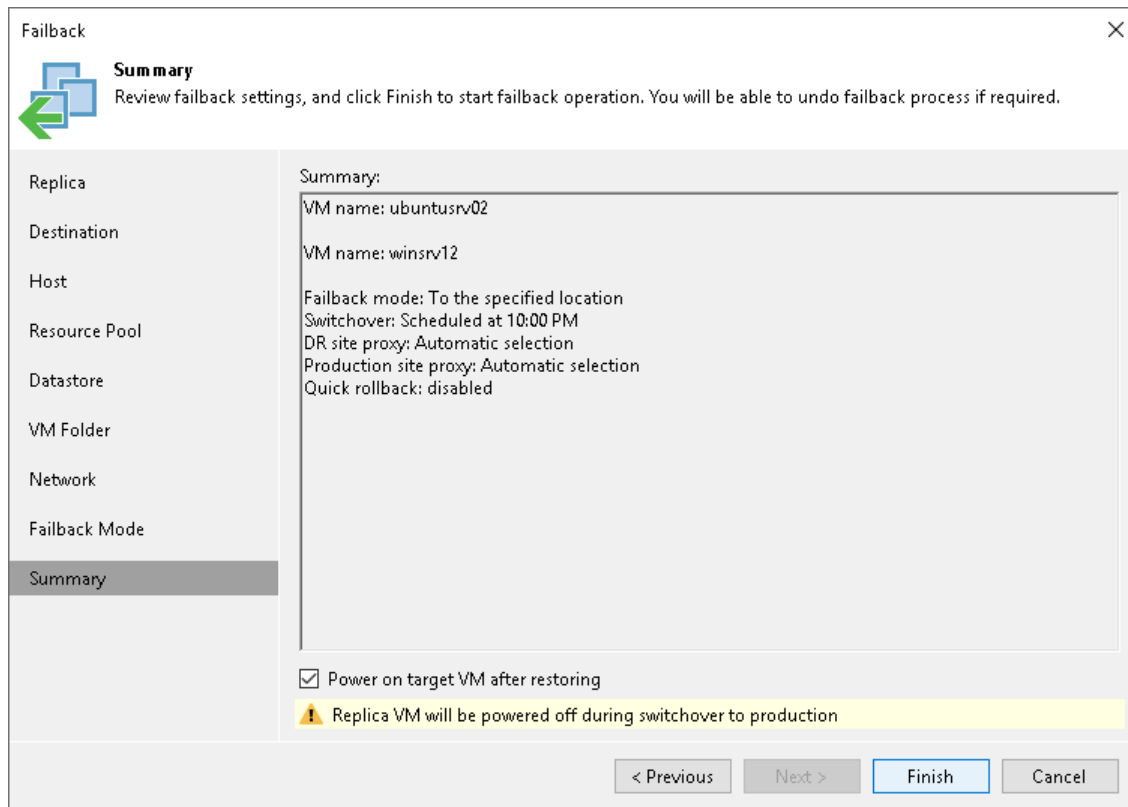 Failback
Summary
Review failback settings, and click Finish to start failback operation. You will be able to undo failback process if required.
Replica
Destination
Host
Resource Pool
Datastore
VM Folder
Network
Failback Mode
Summary
Summary:
VM name: ubuntusrv02
VM name: winsrv12
Failback mode: To the specified location
Switchover: Scheduled at 10:00 PM
DR site proxy: Automatic selection
Production site proxy: Automatic selection
Quick rollback: disabled
Power on target VM after restoring
Replica VM will be powered off during switchover to production
< Previous
Next >
Finish
Cancel